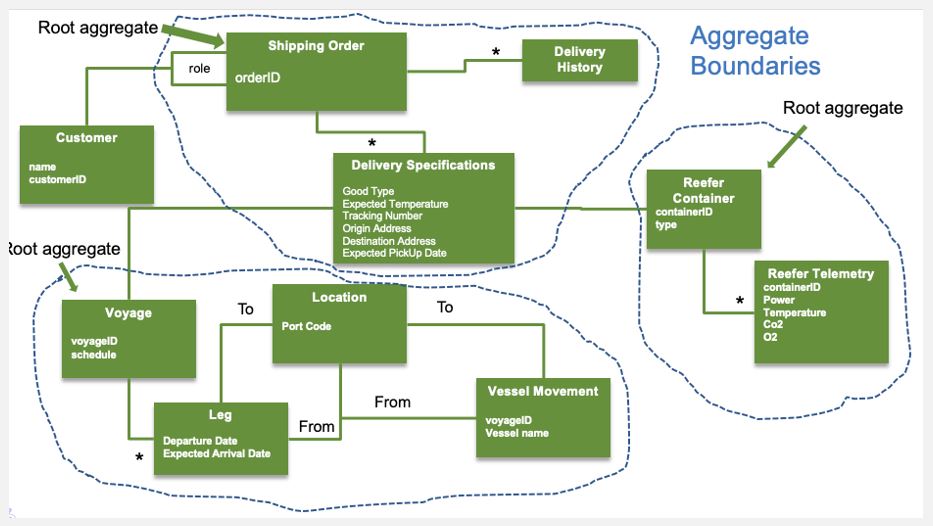 Aggregate
Boundaries
Root aggregate
Shipping Order
orderID
role
*
Delivery
History
Customer
name
customerID
*
Delivery Specifications
Good Type
Expected Temperature
Tracking Number
Origin Address
Destination Address
Expected PickUp Date
Root aggregate
Reefer
Container
containerID
type
*
Reefer Telemetry
containerID
Power
Temperature
Co2
O2
Root aggregate
Voyage
voyageID
schedule
To
Location
Port Code
To
*
Leg
Departure Date
Expected Arrival Date
From
From
Vessel Movement
voyageID
Vessel name